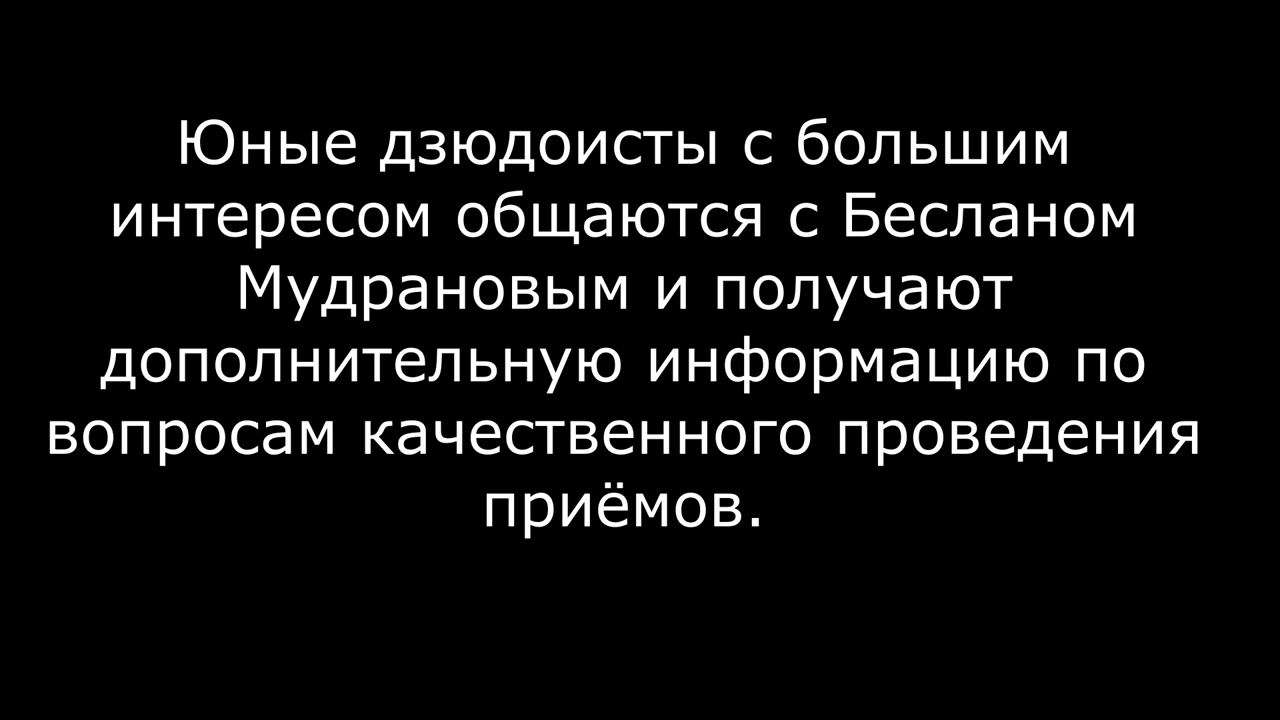 Юные дзюдоисты с большим
интересом общаются с Бесланом
Мудрановым и получают
дополнительную информацию по
вопросам качественного проведения
приёмов.